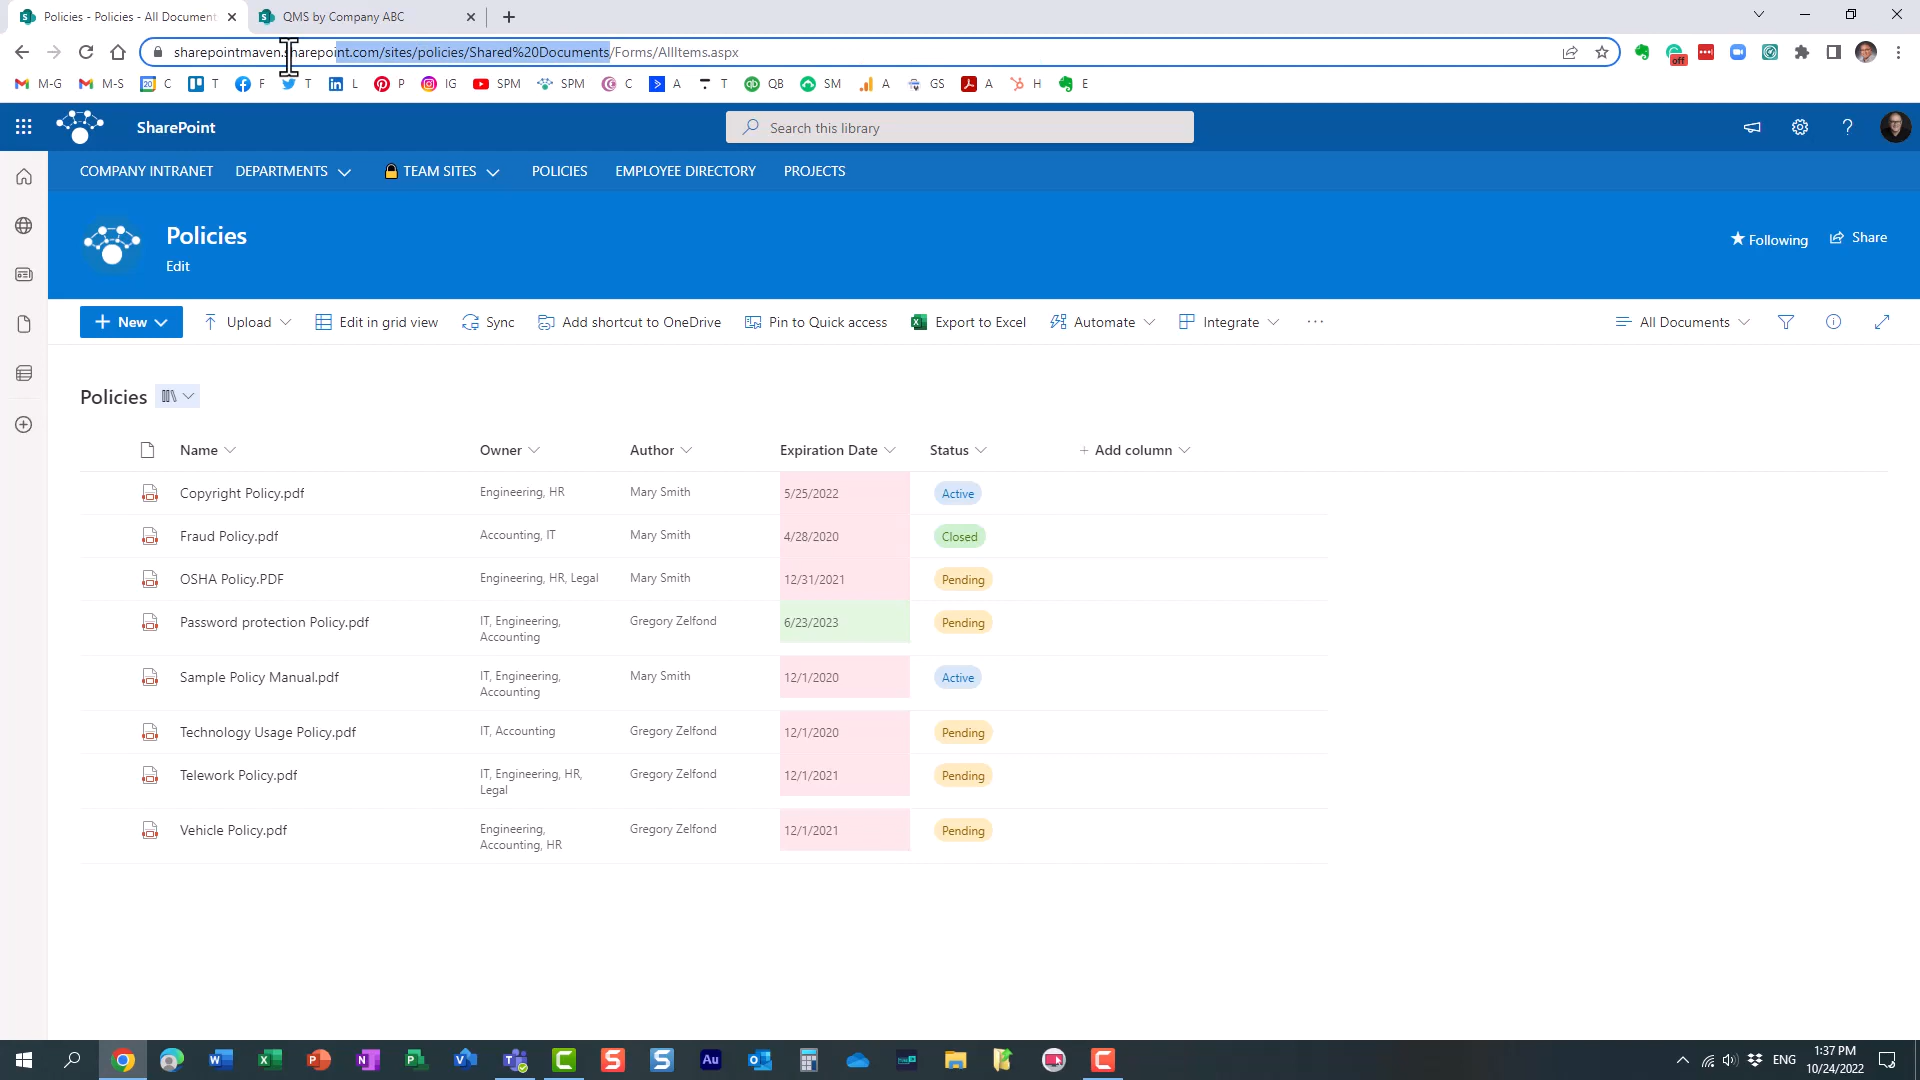 Policies - Policies - All Document
QMS by Company ABC
sharepointmaven.sharepoint.com/sites/policies/Shared%20Documents/Forms/AllItems.aspx
off
M-G M-S 20 C T F T L P IG SPM SPM C A T QB SM A GS A H E
SharePoint
Search this library
COMPANY INTRANET DEPARTMENTS TEAM SITES POLICIES EMPLOYEE DIRECTORY PROJECTS
Policies
Edit
Following Share
New Upload Edit in grid view Sync Add shortcut to OneDrive Pin to Quick access Export to Excel Automate Integrate ··· All Documents
Policies
Name Owner Author Expiration Date Status + Add column
Copyright Policy.pdf Engineering, HR Mary Smith 5/25/2022 Active
Fraud Policy.pdf Accounting, IT Mary Smith 4/28/2020 Closed
OSHA Policy.PDF Engineering, HR, Legal Mary Smith 12/31/2021 Pending
Password protection Policy.pdf IT, Engineering, Gregory Zelfond 6/23/2023 Pending
Accounting
Sample Policy Manual.pdf IT, Engineering, Mary Smith 12/1/2020 Active
Accounting
Technology Usage Policy.pdf IT, Accounting Gregory Zelfond 12/1/2020 Pending
Telework Policy.pdf IT, Engineering, HR, Gregory Zelfond 12/1/2021 Pending
Legal
Vehicle Policy.pdf Engineering, Gregory Zelfond 12/1/2021 Pending
Accounting, HR
ENG
1:37 PM
10/24/2022